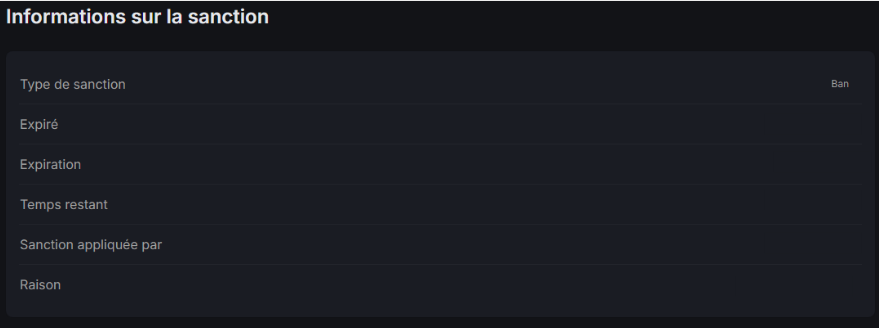 Informations sur la sanction
Type de sanction Ban
Expiré
Expiration
Temps restant
Sanction appliquée par
Raison